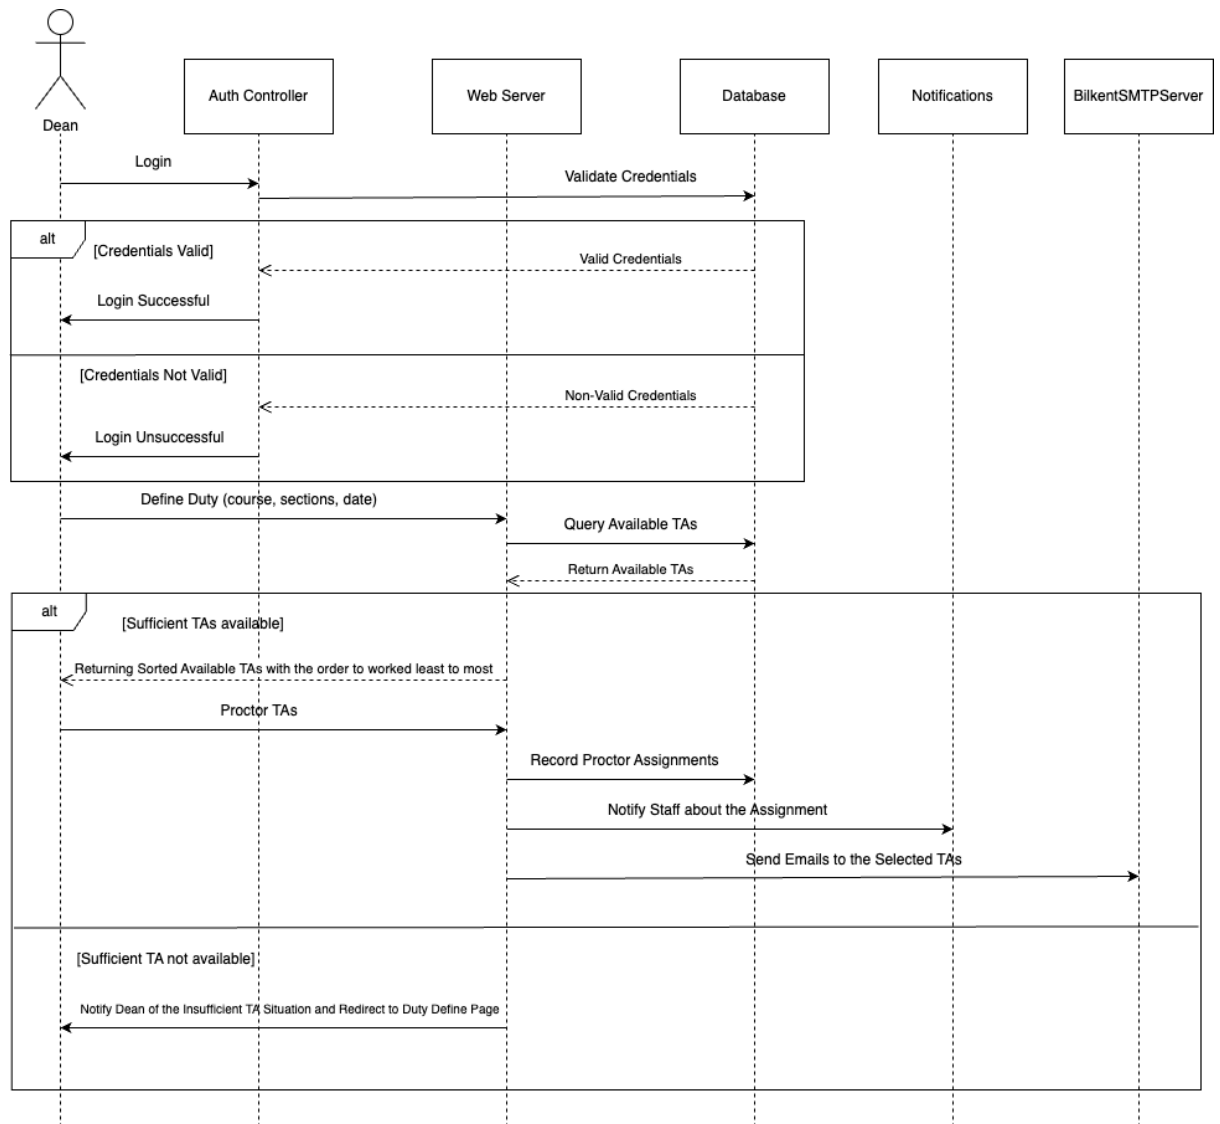 Dean
Auth Controller
Web Server
Database
Notifications
BilkentSMTPServer
Login
Validate Credentials
alt
[Credentials Valid]
Valid Credentials
Login Successful
[Credentials Not Valid]
Non-Valid Credentials
Login Unsuccessful
Define Duty (course, sections, date)
Query Available TAs
Return Available TAs
alt
[Sufficient TAs available]
Returning Sorted Available TAs with the order to worked least to most
Proctor TAs
Record Proctor Assignments
Notify Staff about the Assignment
Send Emails to the Selected TAs
[Sufficient TA not available]
Notify Dean of the Insufficient TA Situation and Redirect to Duty Define Page